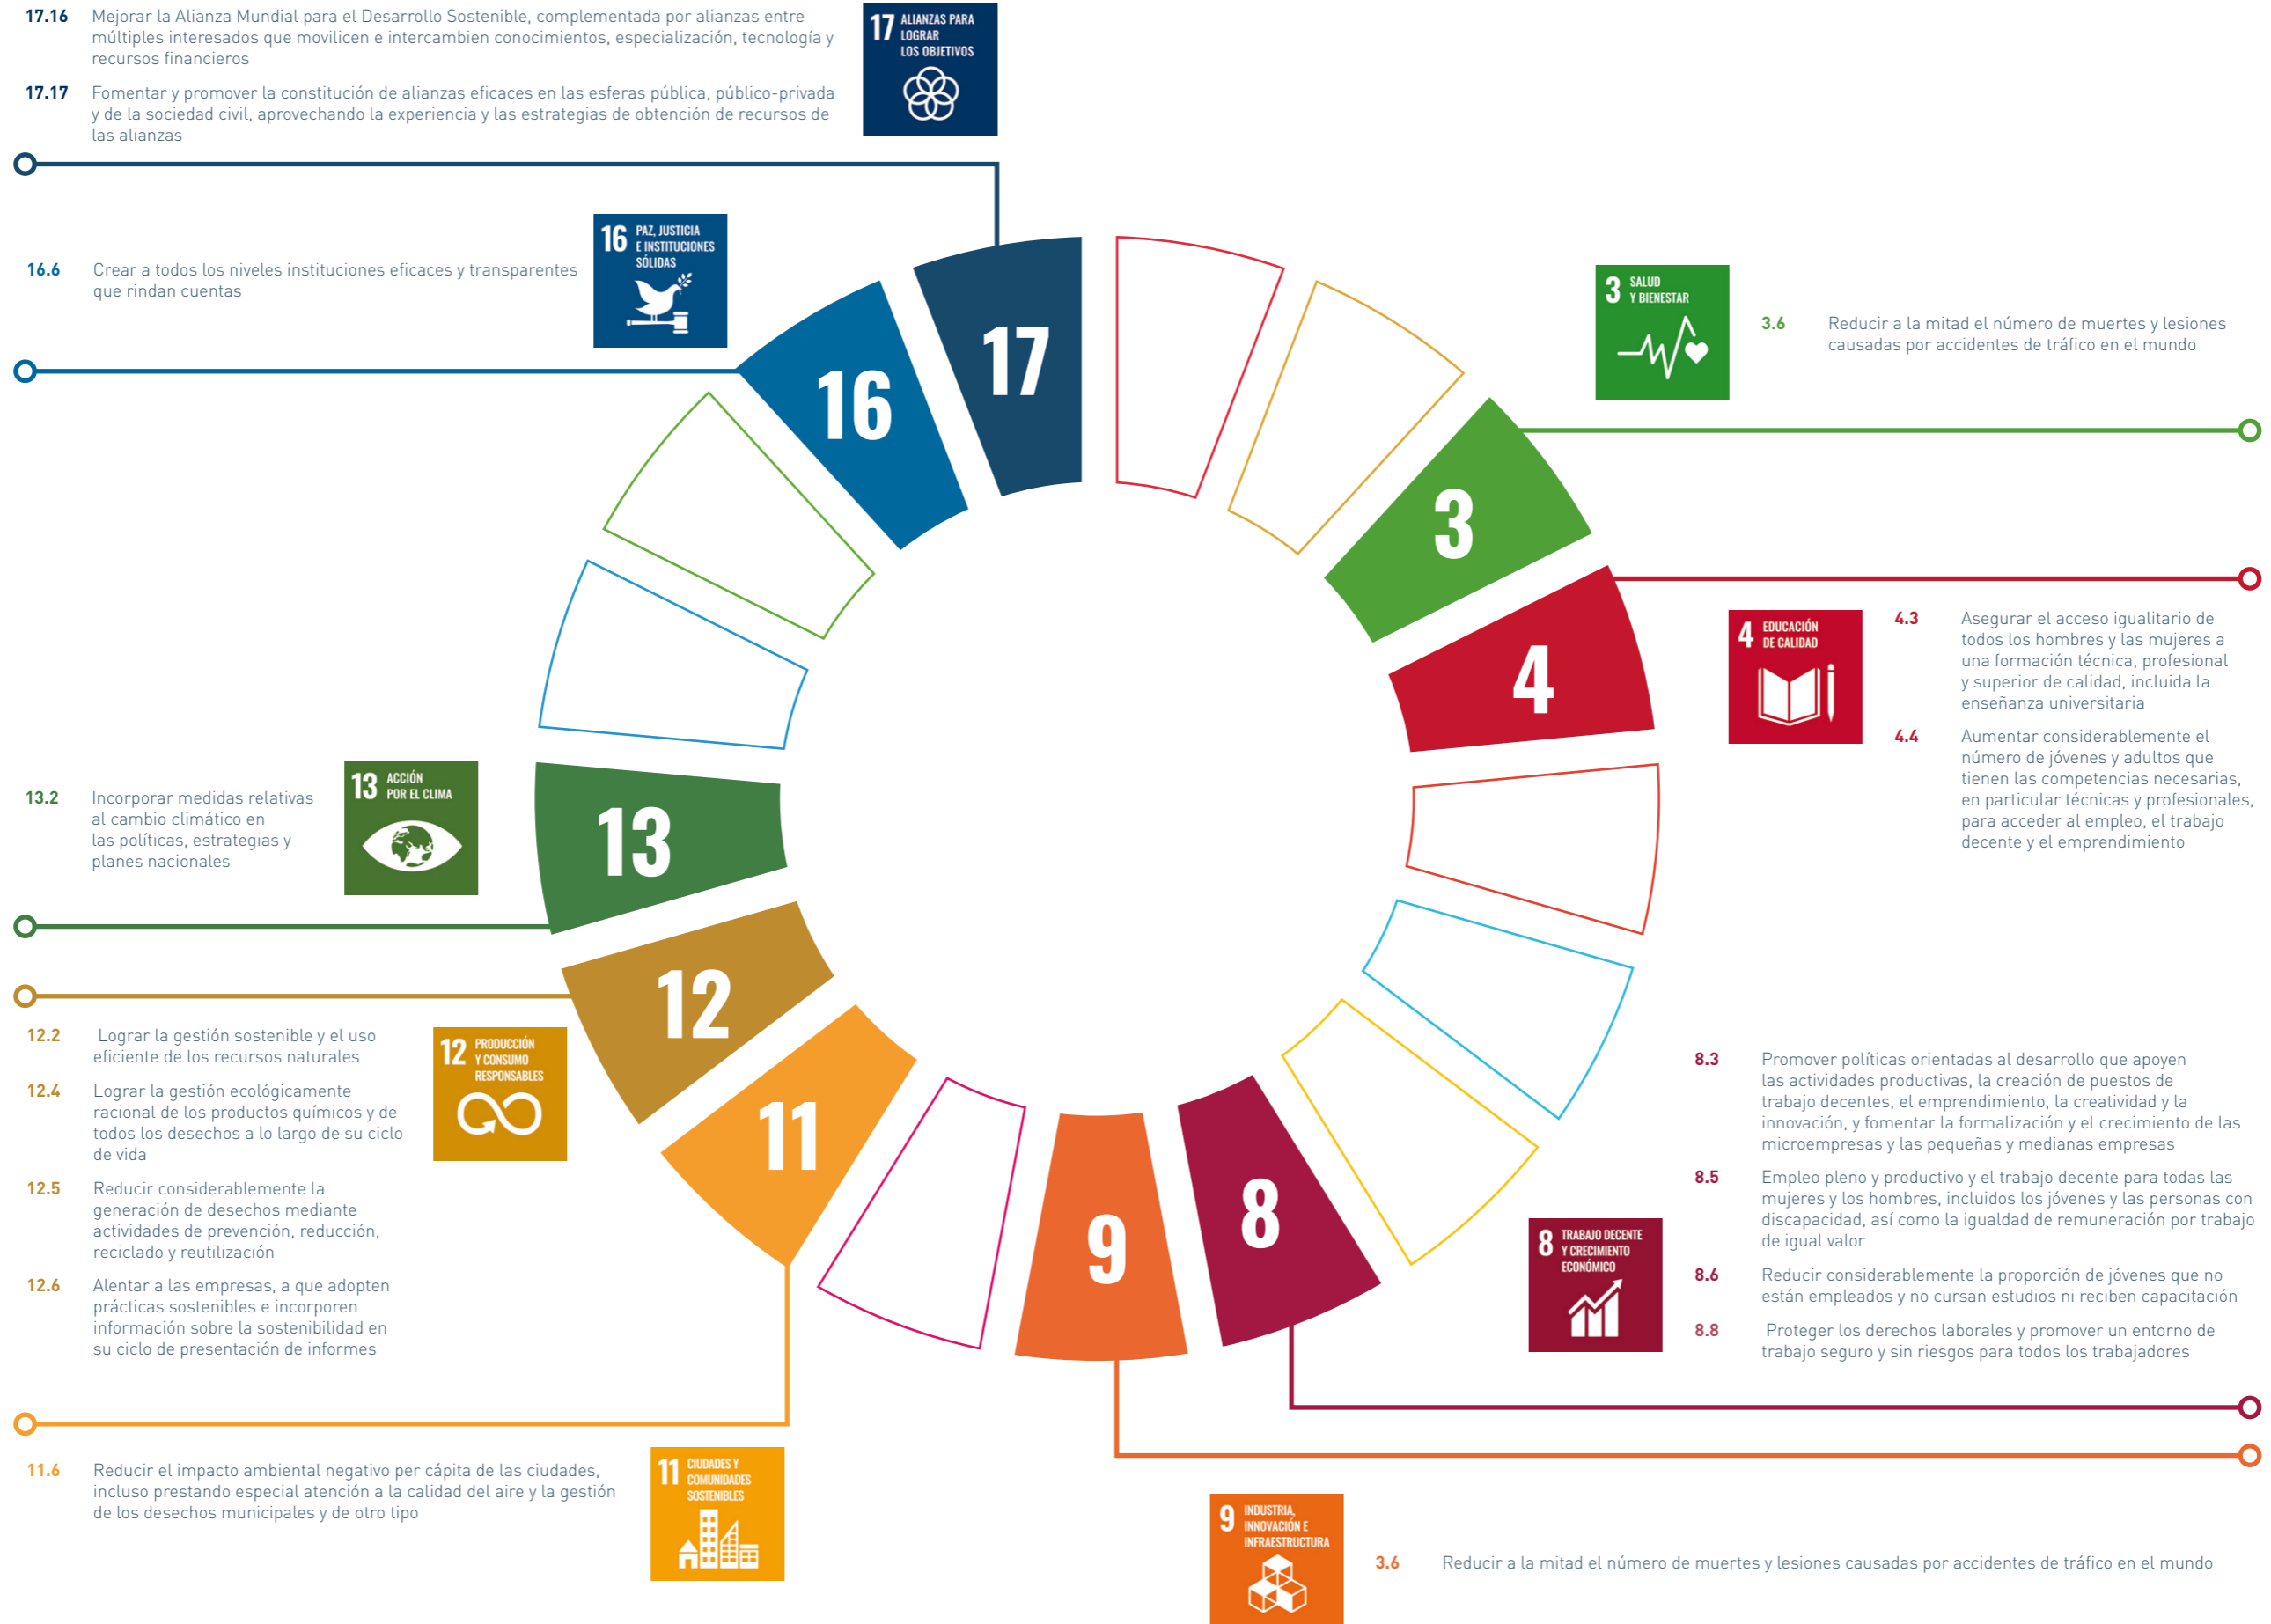 17.16 Mejorar la Alianza Mundial para el Desarrollo Sostenible, complementada por alianzas entre
múltiples interesados que movilicen e intercambien conocimientos, especialización, tecnología y
recursos financieros
17.17 Fomentar y promover la constitución de alianzas eficaces en las esferas pública, público-privada
y de la sociedad civil, aprovechando la experiencia y las estrategias de obtención de recursos de
las alianzas
17 ALIANZAS PARA
LOGRAR
LOS OBJETIVOS
16.6 Crear a todos los niveles instituciones eficaces y transparentes
que rindan cuentas
16 PAZ, JUSTICIA
E INSTITUCIONES
SÓLIDAS
3 SALUD
Y BIENESTAR
3.6 Reducir a la mitad el número de muertes y lesiones
causadas por accidentes de tráfico en el mundo
17
16
3
4
4 EDUCACIÓN
DE CALIDAD
4.3 Asegurar el acceso igualitario de
todos los hombres y las mujeres a
una formación técnica, profesional
y superior de calidad, incluida la
enseñanza universitaria
4.4 Aumentar considerablemente el
número de jóvenes y adultos que
tienen las competencias necesarias,
en particular técnicas y profesionales,
para acceder al empleo, el trabajo
decente y el emprendimiento
13.2 Incorporar medidas relativas
al cambio climático en
las políticas, estrategias y
planes nacionales
13 ACCIÓN
POR EL CLIMA
13
12
11
9
8
12.2 Lograr la gestión sostenible y el uso
eficiente de los recursos naturales
12.4 Lograr la gestión ecológicamente
racional de los productos químicos y de
todos los desechos a lo largo de su ciclo
de vida
12.5 Reducir considerablemente la
generación de desechos mediante
actividades de prevención, reducción,
reciclado y reutilización
12.6 Alentar a las empresas, a que adopten
prácticas sostenibles e incorporen
información sobre la sostenibilidad en
su ciclo de presentación de informes
12 PRODUCCIÓN
Y CONSUMO
RESPONSABLES
8.3 Promover políticas orientadas al desarrollo que apoyen
las actividades productivas, la creación de puestos de
trabajo decentes, el emprendimiento, la creatividad y la
innovación, y fomentar la formalización y el crecimiento de las
microempresas y las pequeñas y medianas empresas
8.5 Empleo pleno y productivo y el trabajo decente para todas las
mujeres y los hombres, incluidos los jóvenes y las personas con
discapacidad, así como la igualdad de remuneración por trabajo
de igual valor
8.6 Reducir considerablemente la proporción de jóvenes que no
están empleados y no cursan estudios ni reciben capacitación
8.8 Proteger los derechos laborales y promover un entorno de
trabajo seguro y sin riesgos para todos los trabajadores
8 TRABAJO DECENTE
Y CRECIMIENTO
ECONÓMICO
11.6 Reducir el impacto ambiental negativo per cápita de las ciudades,
incluso prestando especial atención a la calidad del aire y la gestión
de los desechos municipales y de otro tipo
11 CIUDADES Y
COMUNIDADES
SOSTENIBLES
9 INDUSTRIA,
INNOVACIÓN E
INFRAESTRUCTURA
3.6 Reducir a la mitad el número de muertes y lesiones causadas por accidentes de tráfico en el mundo